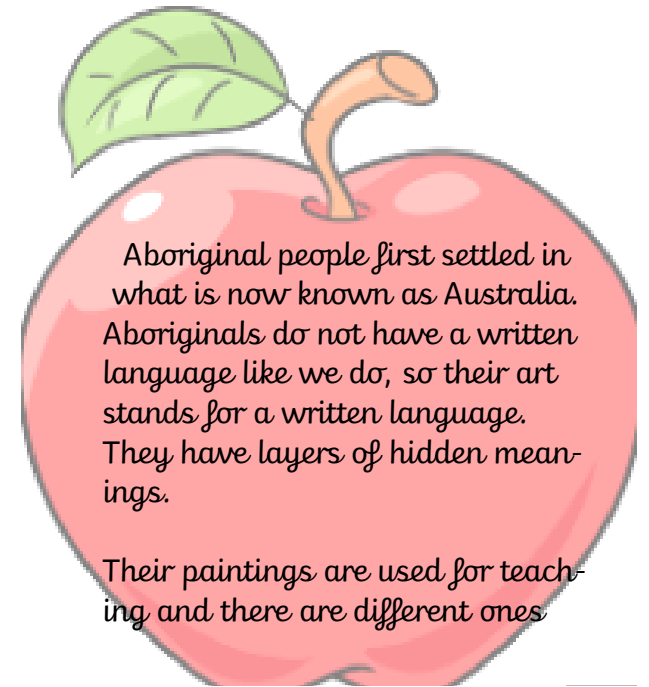 Aboriginal people first settled in
what is now known as Australia.
Aboriginals do not have a written
language like we do, so their art
stands for a written language.
They have layers of hidden mean-
ings.
Their paintings are used for teach-
ing and there are different ones